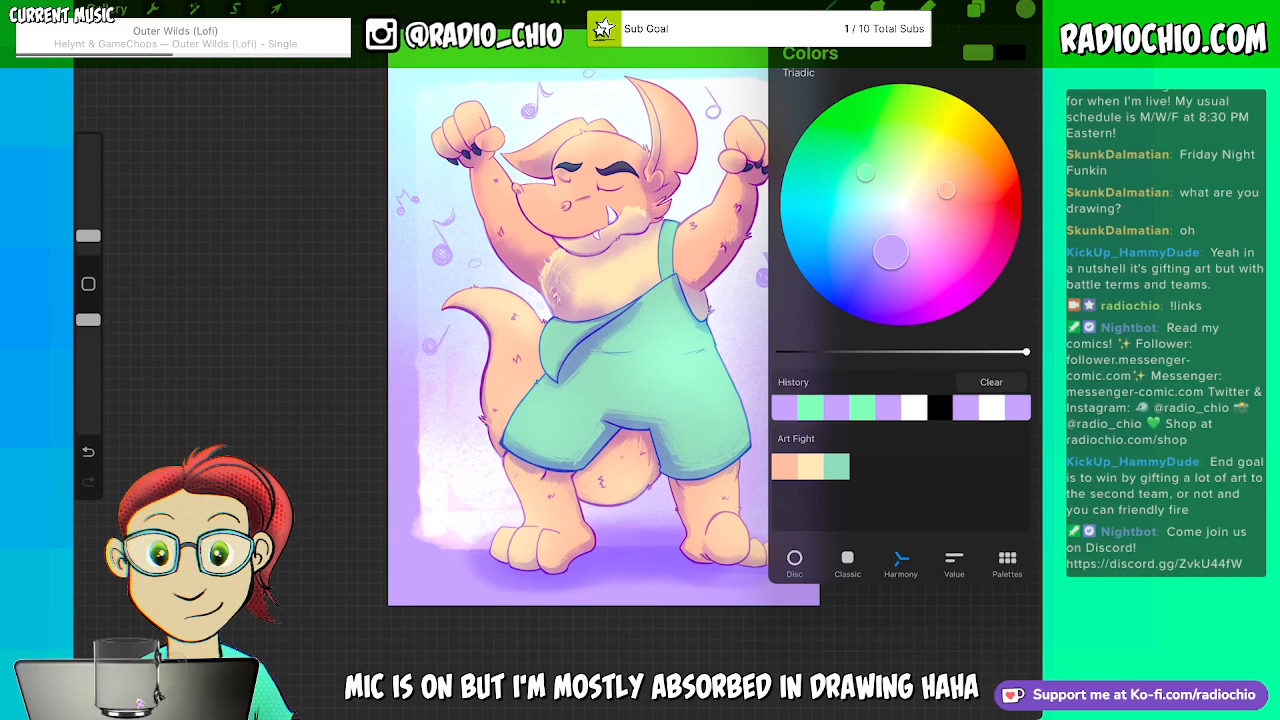 CURRENT MUSIC
Gallery
Outer Wilds (Lofi)
Helynt & GameChops — Outer Wilds (Lofi) - Single
@RADIO_CHIO
Sub Goal
1 / 10 Total Subs
RADIOCHIO.COM
Colors
Triadic
History
Clear
Art Fight
Disc
Classic
Harmony
Value
Palettes
for when I'm live! My usual
schedule is M/W/F at 8:30 PM
Eastern!
SkunkDalmatian: Friday Night
Funkin
SkunkDalmatian: what are you
drawing?
SkunkDalmatian: oh
KickUp_HammyDude: Yeah in
a nutshell it's gifting art but with
battle terms and teams.
radiochio: !links
Nightbot: Read my
comics! ✨ Follower:
follower.messenger-
comic.com✨ Messenger:
messenger-comic.com Twitter &
Instagram: @radio_chio
@radio_chio 💚 Shop at
radiochio.com/shop
KickUp_HammyDude: End goal
is to win by gifting a lot of art to
the second team, or not and
you can friendly fire
Nightbot: Come join us
on Discord!
https://discord.gg/ZvkU44fW
MIC IS ON BUT I'M MOSTLY ABSORBED IN DRAWING HAHA
Support me at Ko-fi.com/radiochio